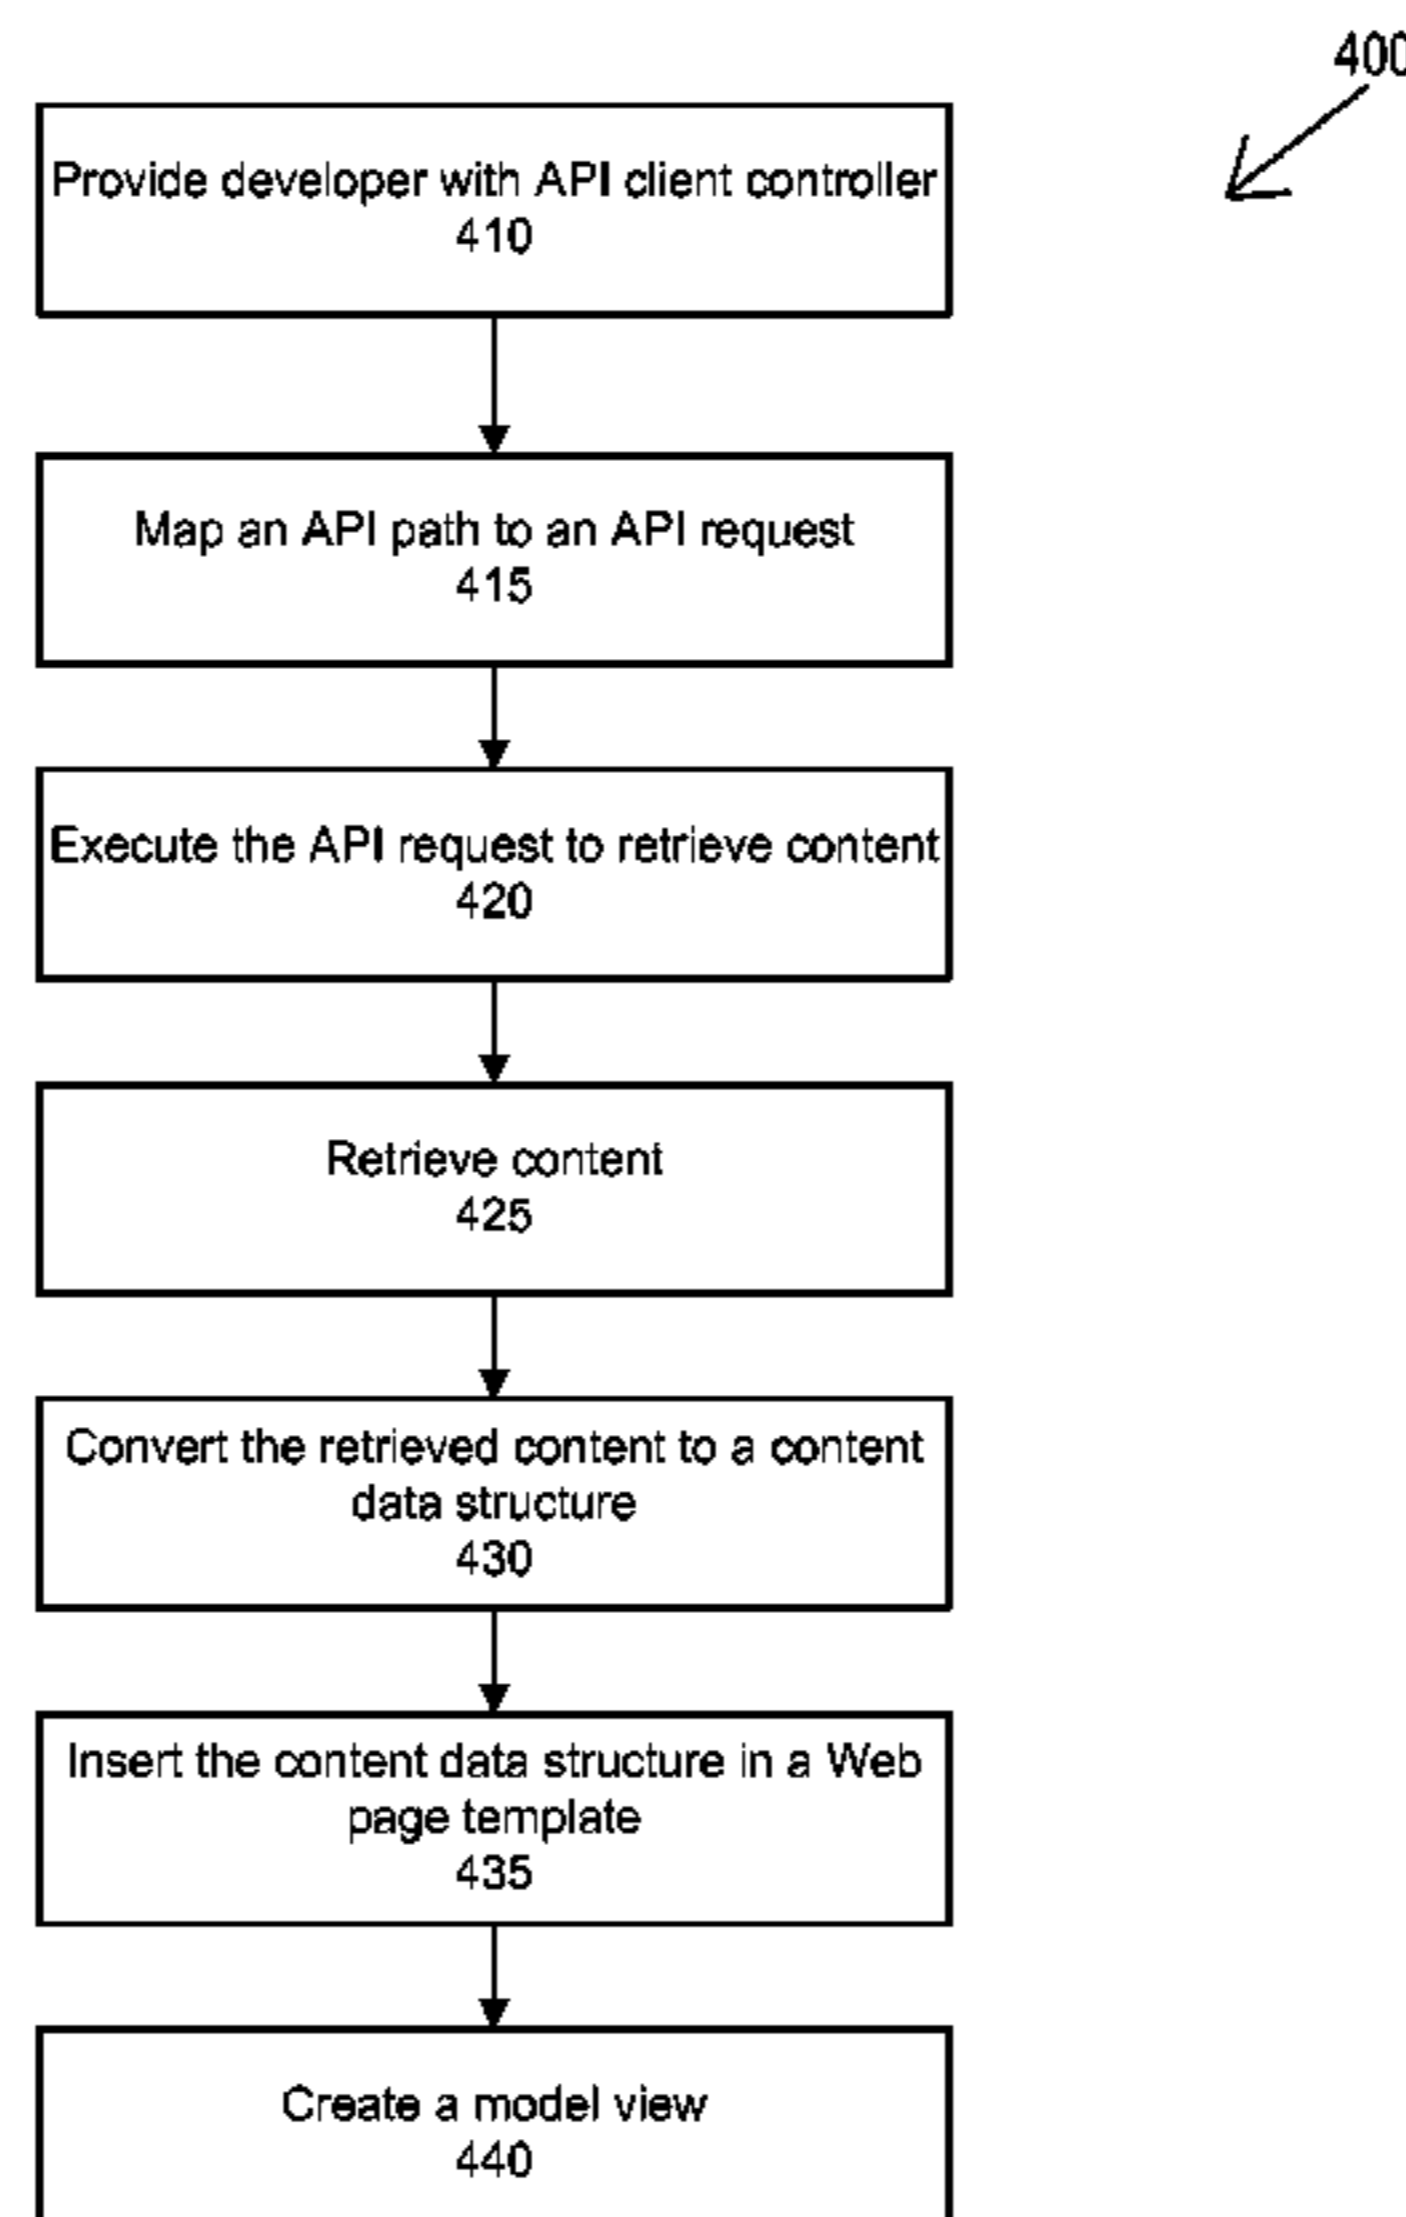 400
Provide developer with API client controller
410
Map an API path to an API request
415
Execute the API request to retrieve content
420
Retrieve content
425
Convert the retrieved content to a content
data structure
430
Insert the content data structure in a Web
page template
435
Create a model view
440